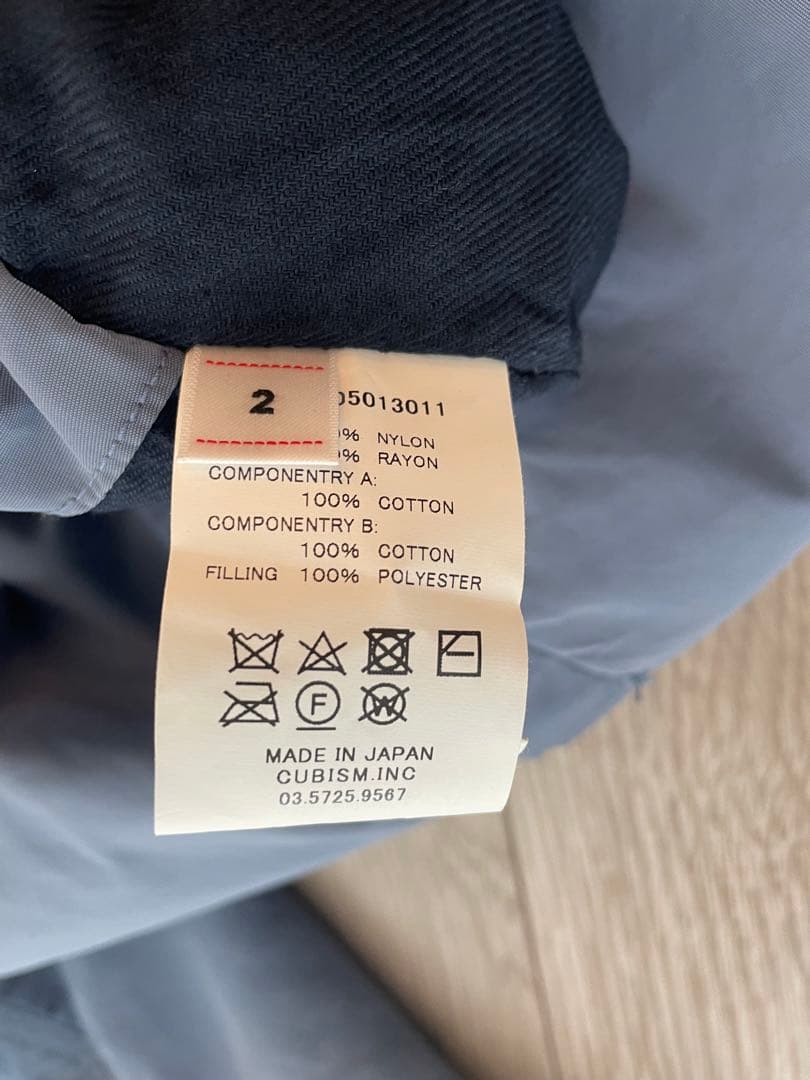 2
5013011
% NYLON
% RAYON
COMPONENTRY A:
100% COTTON
COMPONENTRY B:
100% COTTON
FILLING 100% POLYESTER
F
W
MADE IN JAPAN
CUBISM.INC
03.5725.9567